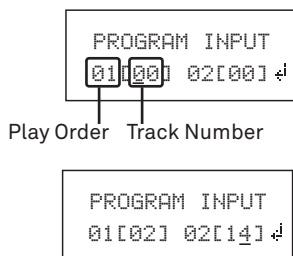 PROGRAM INPUT
01[00] 02[00] ↲
Play Order Track Number
PROGRAM INPUT
01[02] 02[14] ↲